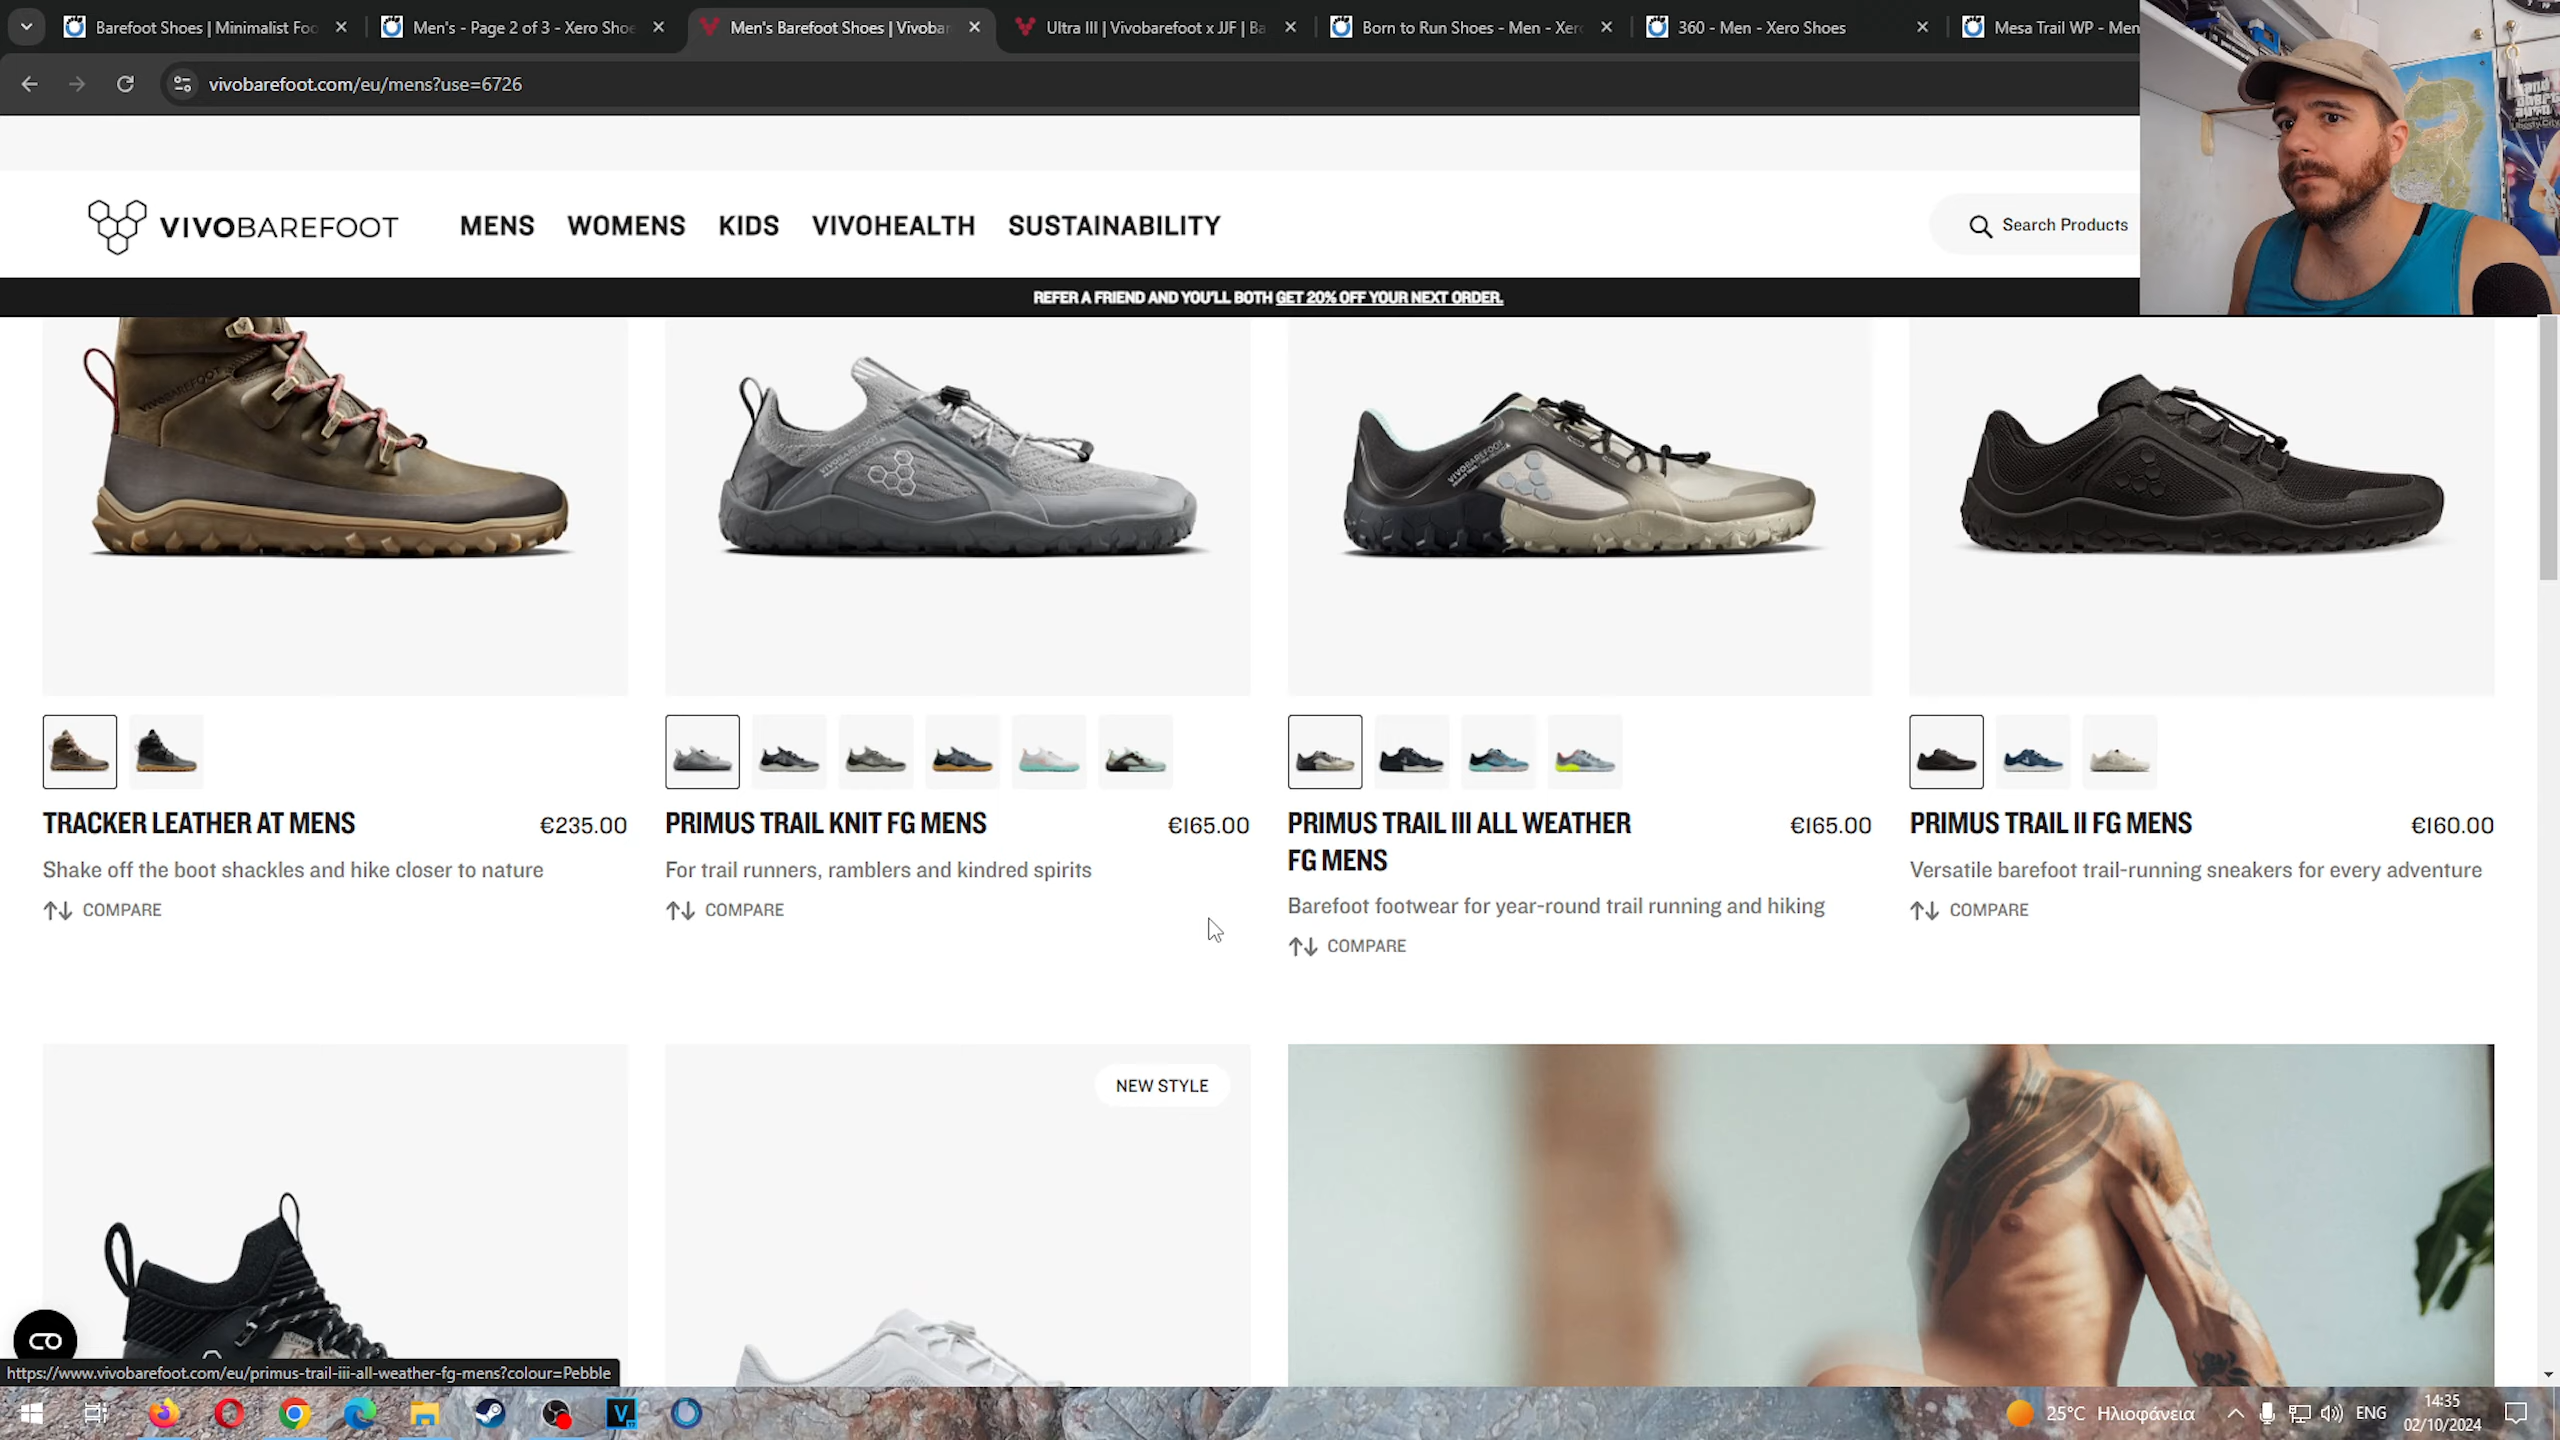 Barefoot Shoes | Minimalist Foo
Men's - Page 2 of 3 - Xero Shoe
Men's Barefoot Shoes | Vivobar
Ultra III | Vivobarefoot x JJF | Ba
Born to Run Shoes - Men - Xer
360 - Men - Xero Shoes
Mesa Trail WP - Men
vivobarefoot.com/eu/mens?use=6726
VIVOBAREFOOT
MENS WOMENS KIDS VIVOHEALTH SUSTAINABILITY
Search Products
REFER A FRIEND AND YOU'LL BOTH GET 20% OFF YOUR NEXT ORDER.
TRACKER LEATHER AT MENS €235.00
Shake off the boot shackles and hike closer to nature
COMPARE
PRIMUS TRAIL KNIT FG MENS €165.00
For trail runners, ramblers and kindred spirits
COMPARE
PRIMUS TRAIL III ALL WEATHER €165.00
FG MENS
Barefoot footwear for year-round trail running and hiking
COMPARE
PRIMUS TRAIL II FG MENS €160.00
Versatile barefoot trail-running sneakers for every adventure
COMPARE
NEW STYLE
https://www.vivobarefoot.com/eu/primus-trail-iii-all-weather-fg-mens?colour=Pebble
25°C Ηλιοφάνεια
ENG
14:35
02/10/2024